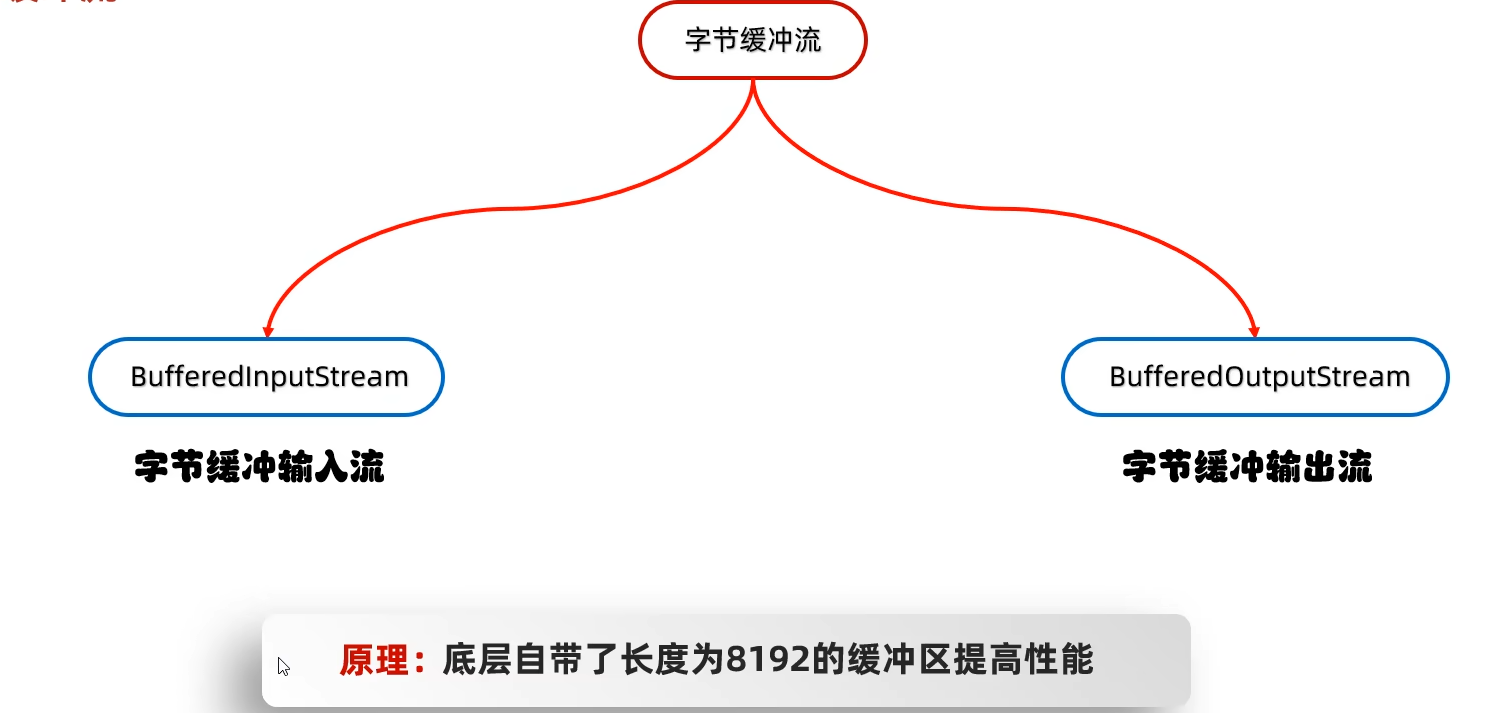 字节缓冲流
BufferedInputStream
BufferedOutputStream
字节缓冲输入流
字节缓冲输出流
原理：底层自带了长度为8192的缓冲区提高性能